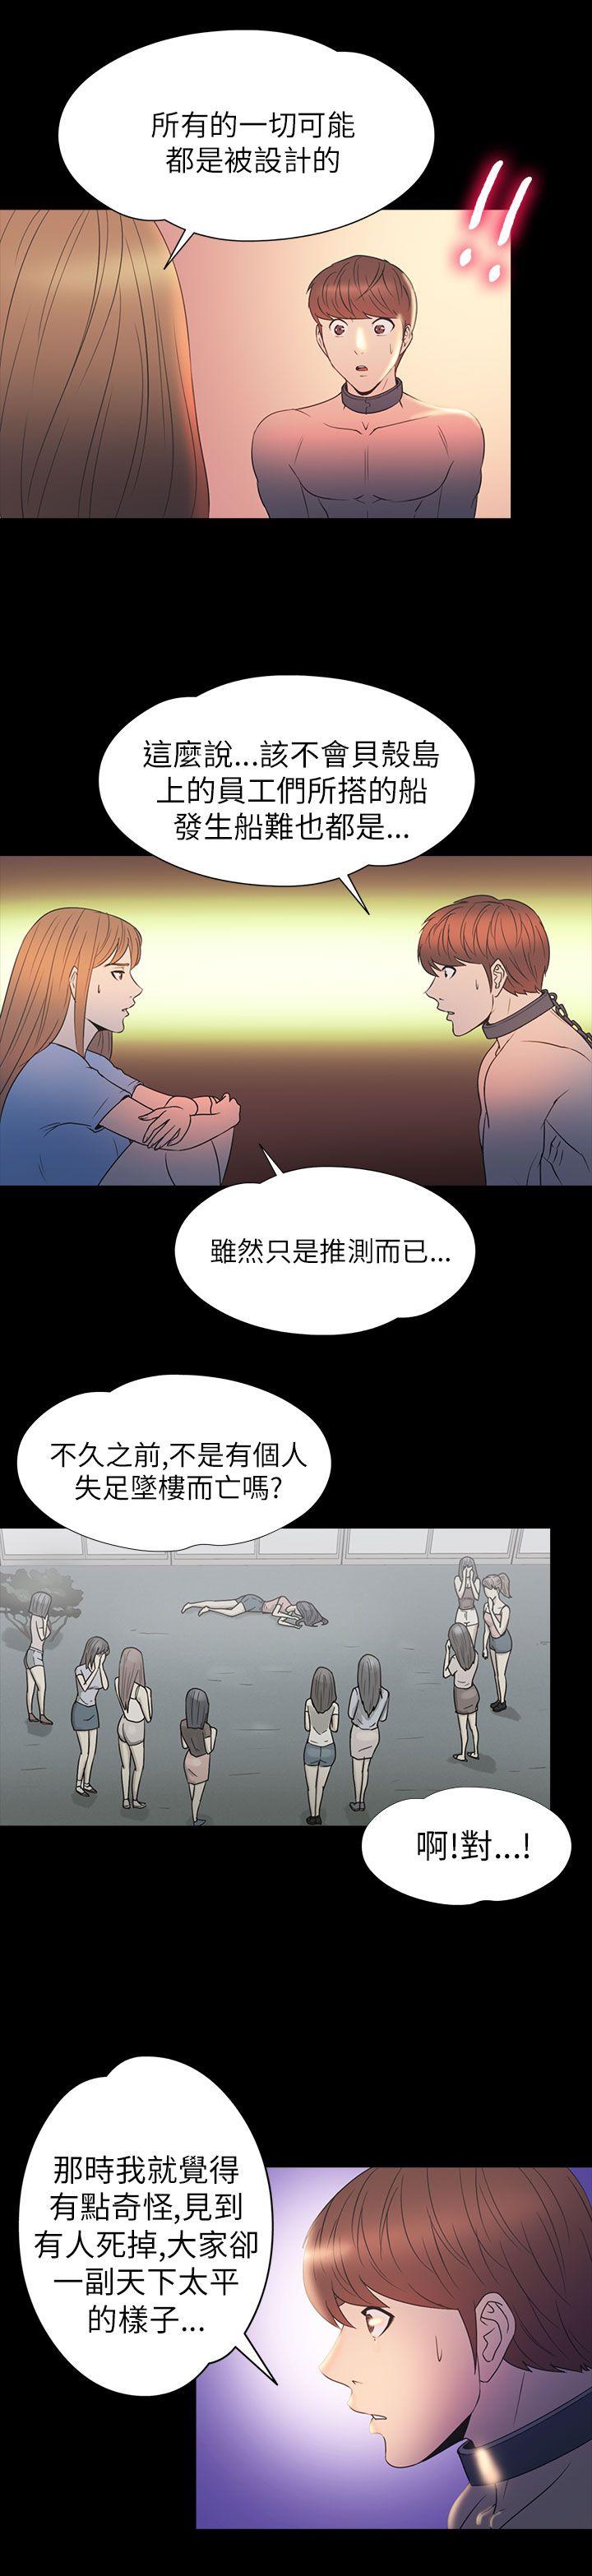 所有的一切可能
都是被設計的
!!
這麼說...該不會貝殼島
上的員工們所搭的船
發生船難也都是...
雖然只是推測而已...
不久之前,不是有個人
失足墜樓而亡嗎?
啊!對...!
那時我就覺得
有點奇怪,見到
有人死掉,大家卻
一副天下太平
的樣子...